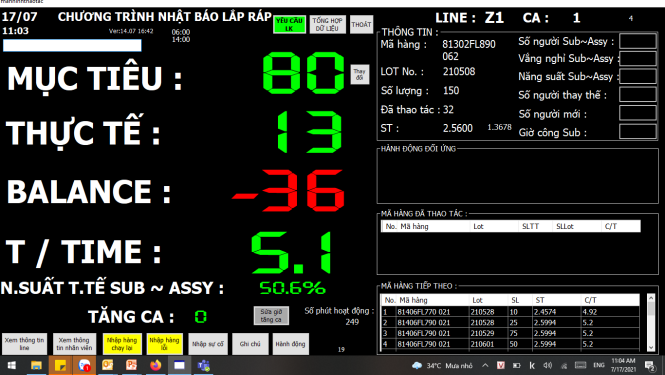 manhinhthaotac
17/07 CHƯƠNG TRÌNH NHẬT BÁO LẮP RÁP
11:03 Ver:14.07 16:42 06:00
14:00
YÊU CẦU LK
TỔNG HỢP DỮ LIỆU
THOÁT
LINE : Z1 CA : 1 4
MỤC TIÊU : 80
Thay đổi
THỰC TẾ : 13
BALANCE : -36
T / TIME : 5.1
N.SUẤT T.TẾ SUB ~ ASSY : 50.6%
TĂNG CA : 0
Sửa giờ tăng ca
Số phút hoạt động :
249
THÔNG TIN :
Mã hàng : 81302FL890
062
LOT No. : 210508
Số lượng : 150
Đã thao tác : 32
ST : 2.5600 1.3678
Số người Sub~Assy :
Vắng nghỉ Sub~Assy :
Năng suất Sub~Assy :
Số người thay thế :
Số người mới :
Giờ công Sub :
HÀNH ĐỘNG ĐỐI ỨNG
MÃ HÀNG ĐÃ THAO TÁC :
No. Mã hàng Lot SLTT SLLot C/T
MÃ HÀNG TIẾP THEO :
No. Mã hàng Lot SL ST C/T
1 81406FL770 021 210528 10 2.4574 4.92
2 81406FL790 021 210528 25 2.5994 5.2
3 81406FL790 021 210528 75 2.5994 5.2
4 81406FL790 021 210601 50 2.5994 5.2
Xem thông tin line
Xem thông tin nhân viên
Nhập hàng chạy lại
Nhập hàng lỗi
Nhập sự cố
Ghi chú
Hành động
19
34°C Mưa nhỏ
ENG
11:04 AM
7/17/2021